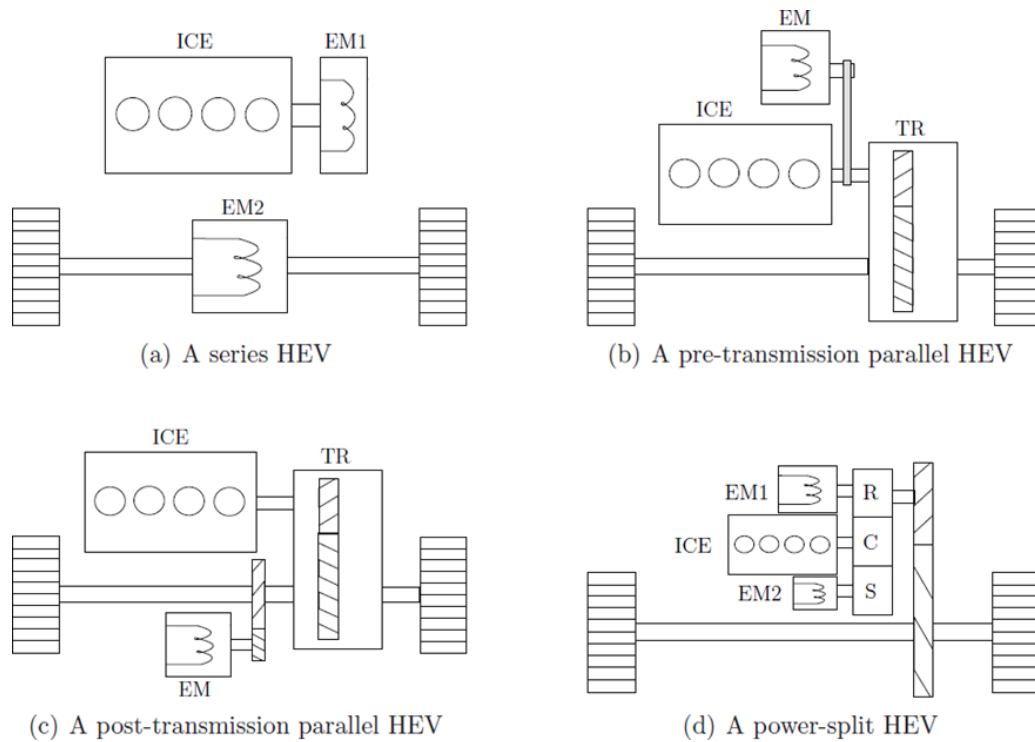 ICE
EM1
EM2
(a) A series HEV
EM
ICE
TR
(b) A pre-transmission parallel HEV
ICE
TR
EM
(c) A post-transmission parallel HEV
EM1
R
ICE
C
EM2
S
(d) A power-split HEV